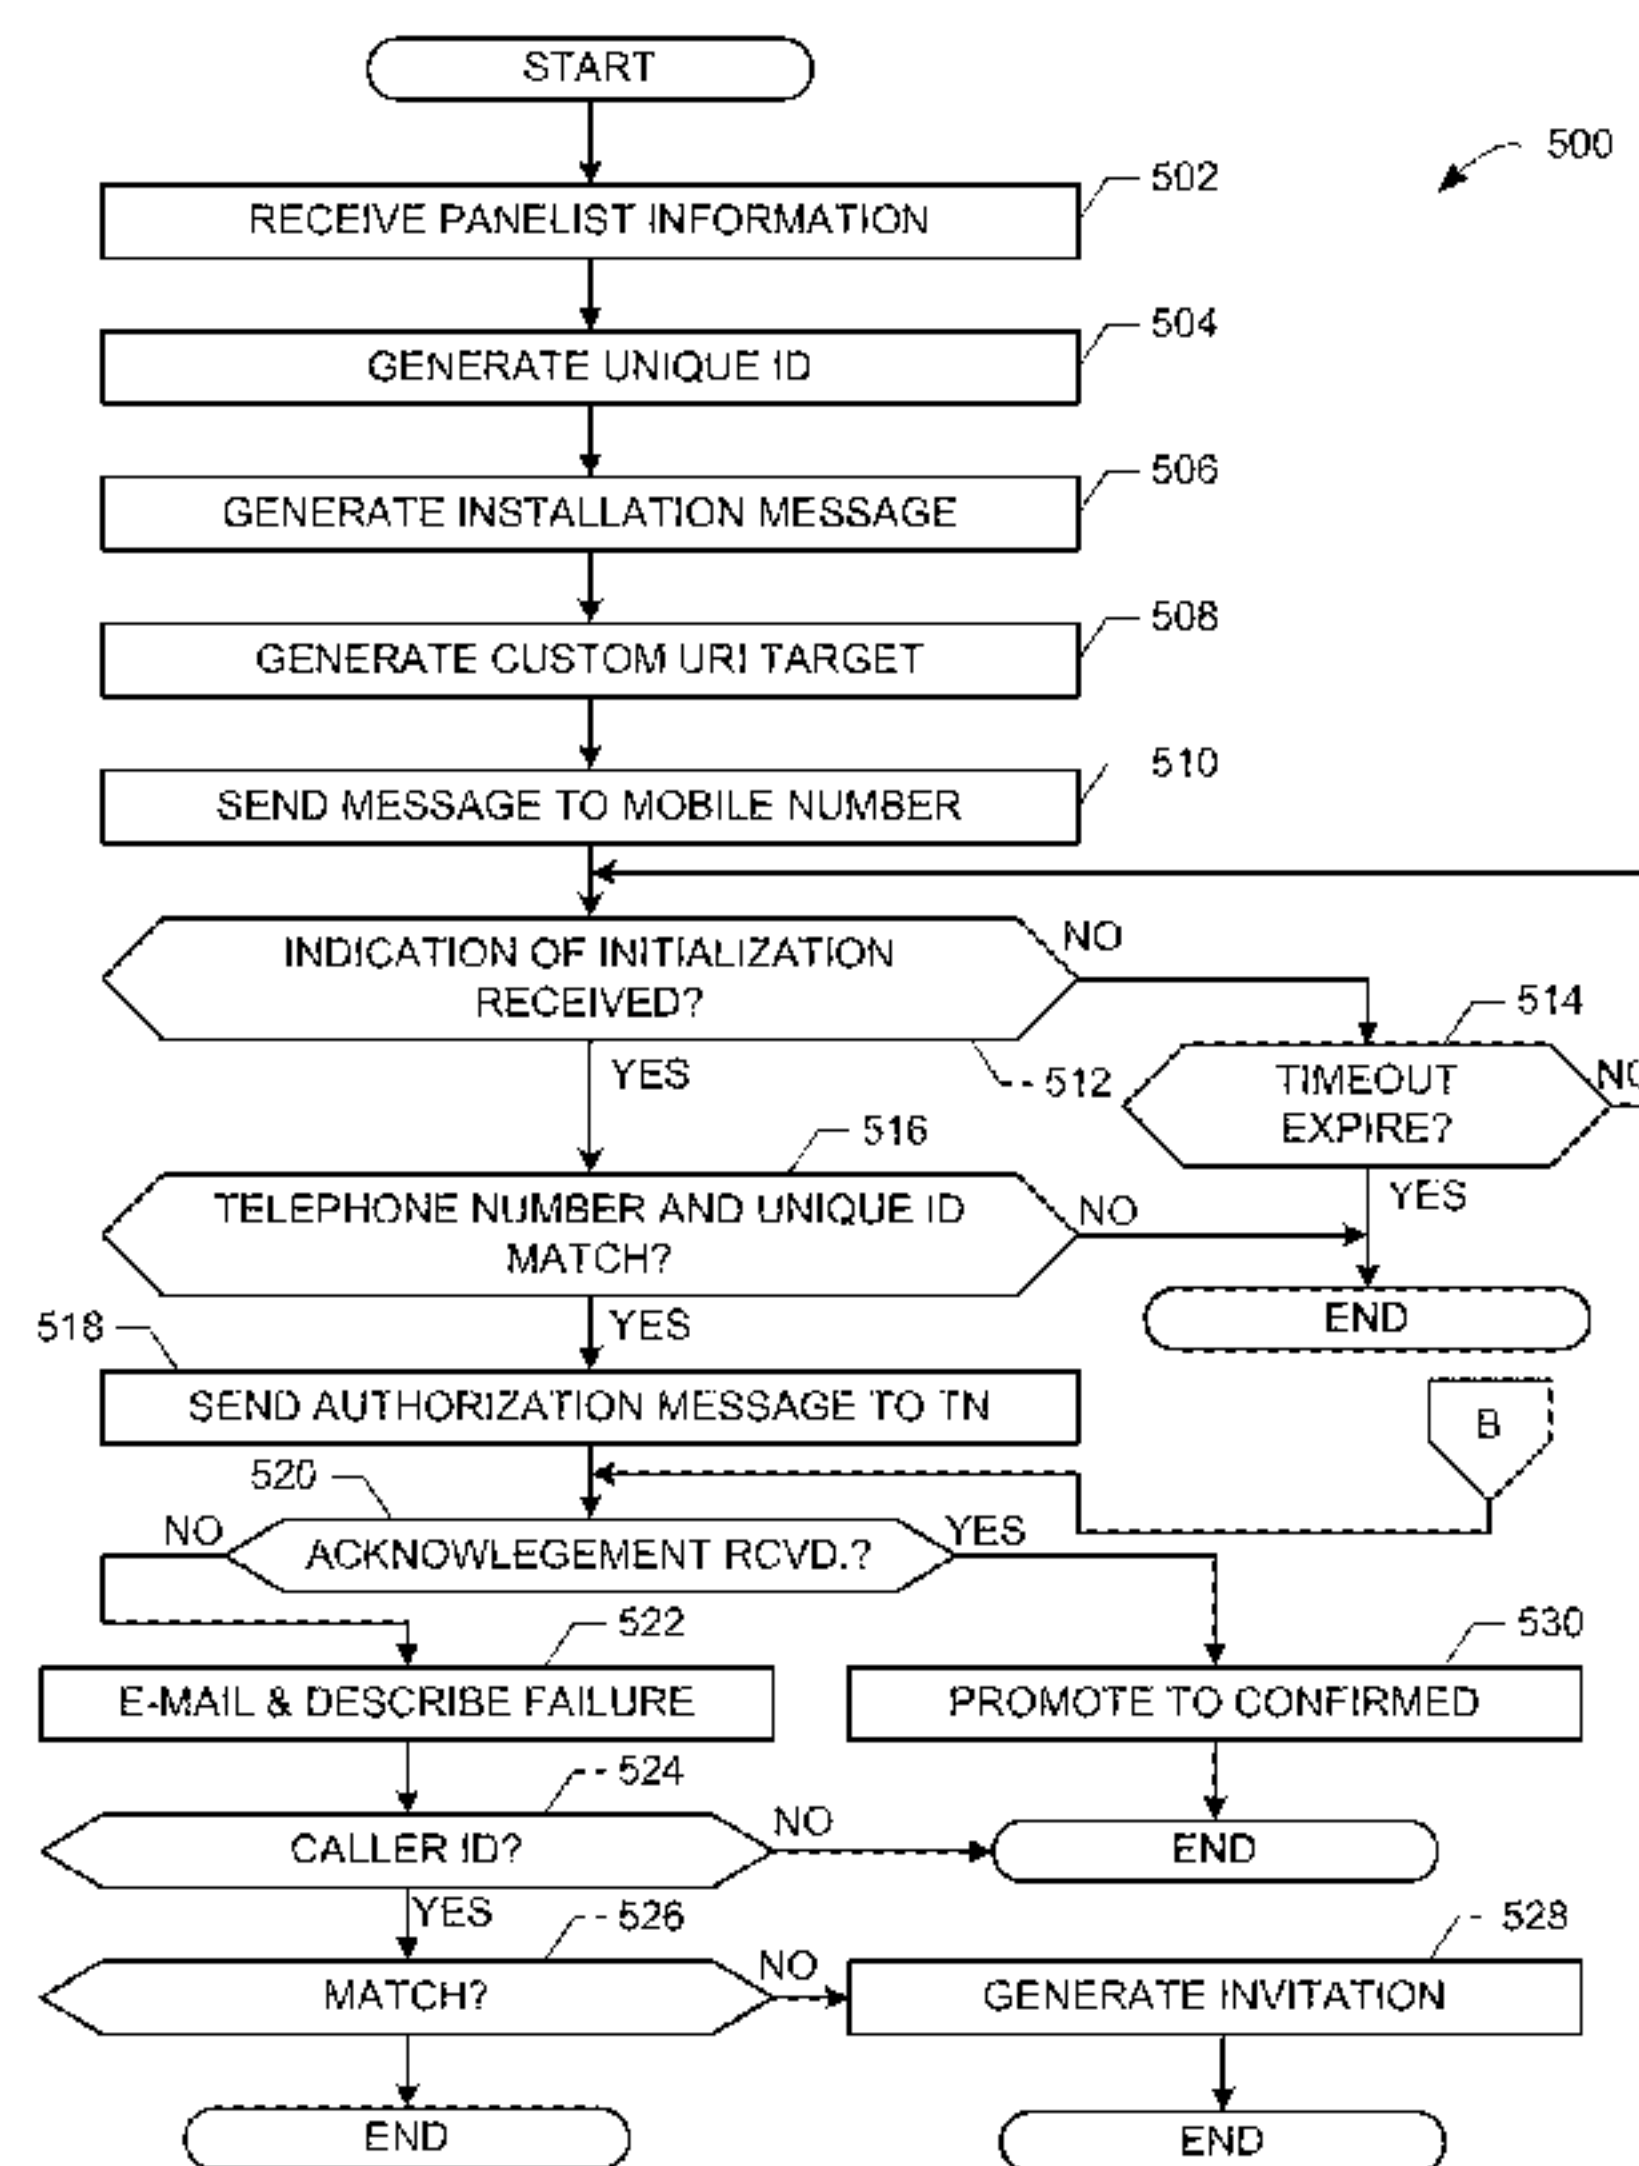 START
500
502
RECEIVE PANELIST INFORMATION
504
GENERATE UNIQUE ID
506
GENERATE INSTALLATION MESSAGE
508
GENERATE CUSTOM URI TARGET
510
SEND MESSAGE TO MOBILE NUMBER
INDICATION OF INITIALIZATION
RECEIVED?
NO
512
YES
514
TIMEOUT
EXPIRE?
NO
YES
516
TELEPHONE NUMBER AND UNIQUE ID
MATCH?
NO
YES
END
518
SEND AUTHORIZATION MESSAGE TO TN
B
520
NO
ACKNOWLEGEMENT RCVD.?
YES
522
E-MAIL & DESCRIBE FAILURE
530
PROMOTE TO CONFIRMED
524
CALLER ID?
NO
END
YES
526
MATCH?
NO
528
GENERATE INVITATION
END
END